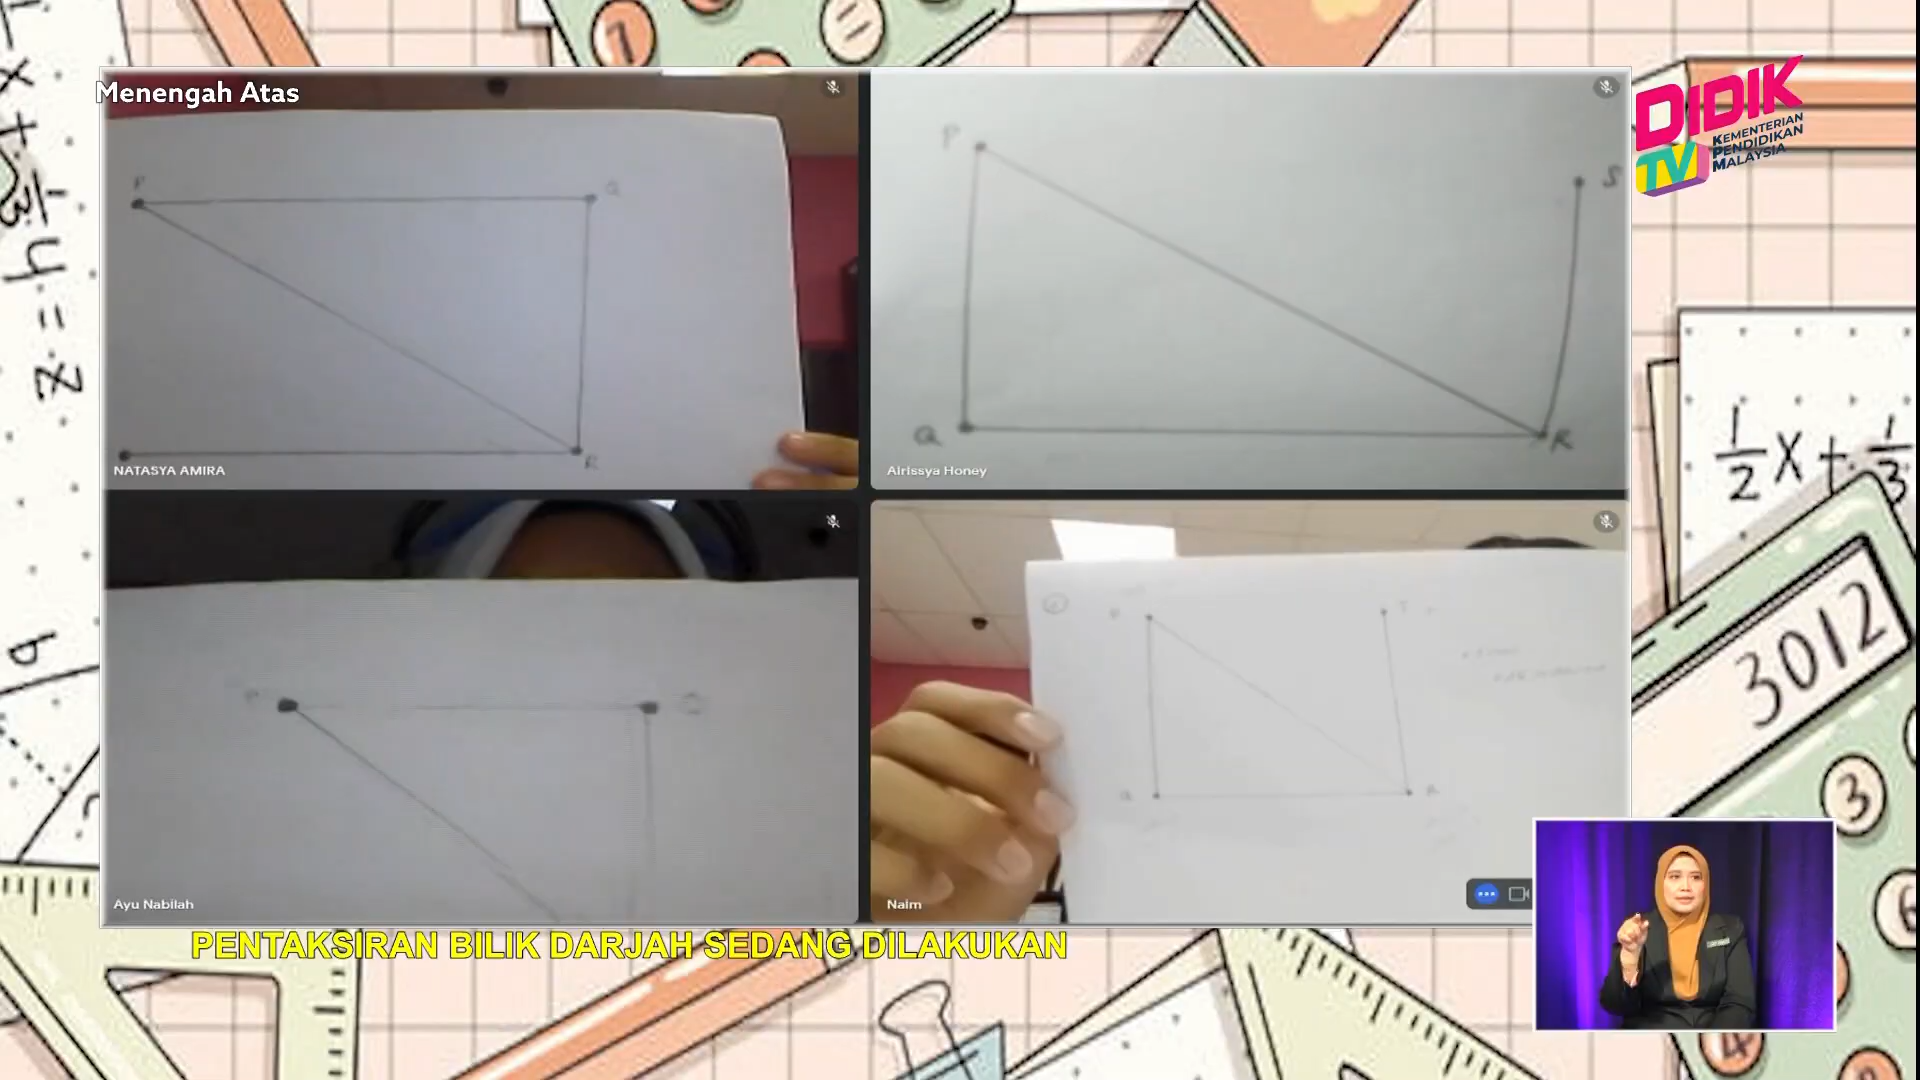 Menengah Atas
DIDIK
TV
KEMENTERIAN
PENDIDIKAN
MALAYSIA
P
Q
R
NATASYA AMIRA
P
S
Q
R
Airissya Honey
P
Ayu Nabilah
P
T
Q
R
Naim
PENTAKSIRAN BILIK DARJAH SEDANG DILAKUKAN
1/2 x + 1/3
3012
3